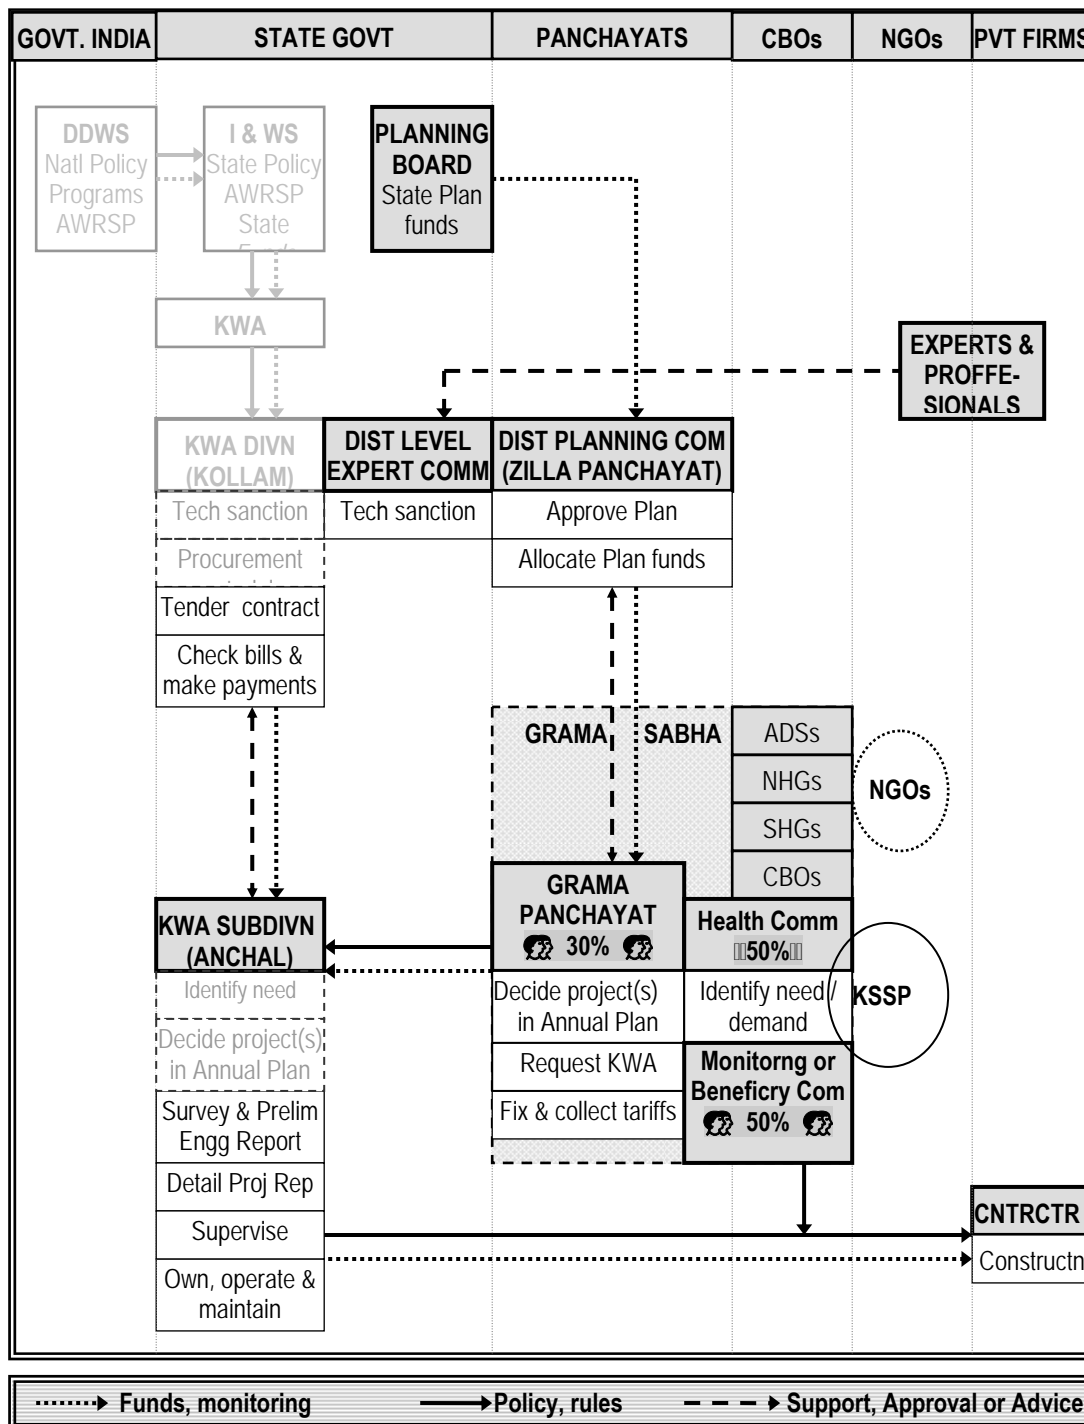 GOVT. INDIA
STATE GOVT
PANCHAYATS
CBOs
NGOs
PVT FIRMS
DDWS
Natl Policy
Programs
AWRSP
I & WS
State Policy
AWRSP
State
PLANNING
BOARD
State Plan
funds
KWA
EXPERTS &
PROFFE-
SIONALS
KWA DIVN
(KOLLAM)
Tech sanction
Procurement
Tender contract
Check bills &
make payments
DIST LEVEL
EXPERT COMM
Tech sanction
DIST PLANNING COM
(ZILLA PANCHAYAT)
Approve Plan
Allocate Plan funds
GRAMA SABHA
ADSs
NHGs
SHGs
CBOs
NGOs
KWA SUBDIVN
(ANCHAL)
Identify need
Decide project(s)
in Annual Plan
Survey & Prelim
Engg Report
Detail Proj Rep
Supervise
Own, operate &
maintain
GRAMA
PANCHAYAT
30%
Decide project(s)
in Annual Plan
Request KWA
Fix & collect tariffs
Health Comm
50%
Identify need /
demand
KSSP
Monitorng or
Beneficry Com
50%
CNTRCTR
Constructn
Funds, monitoring
Policy, rules
Support, Approval or Advice